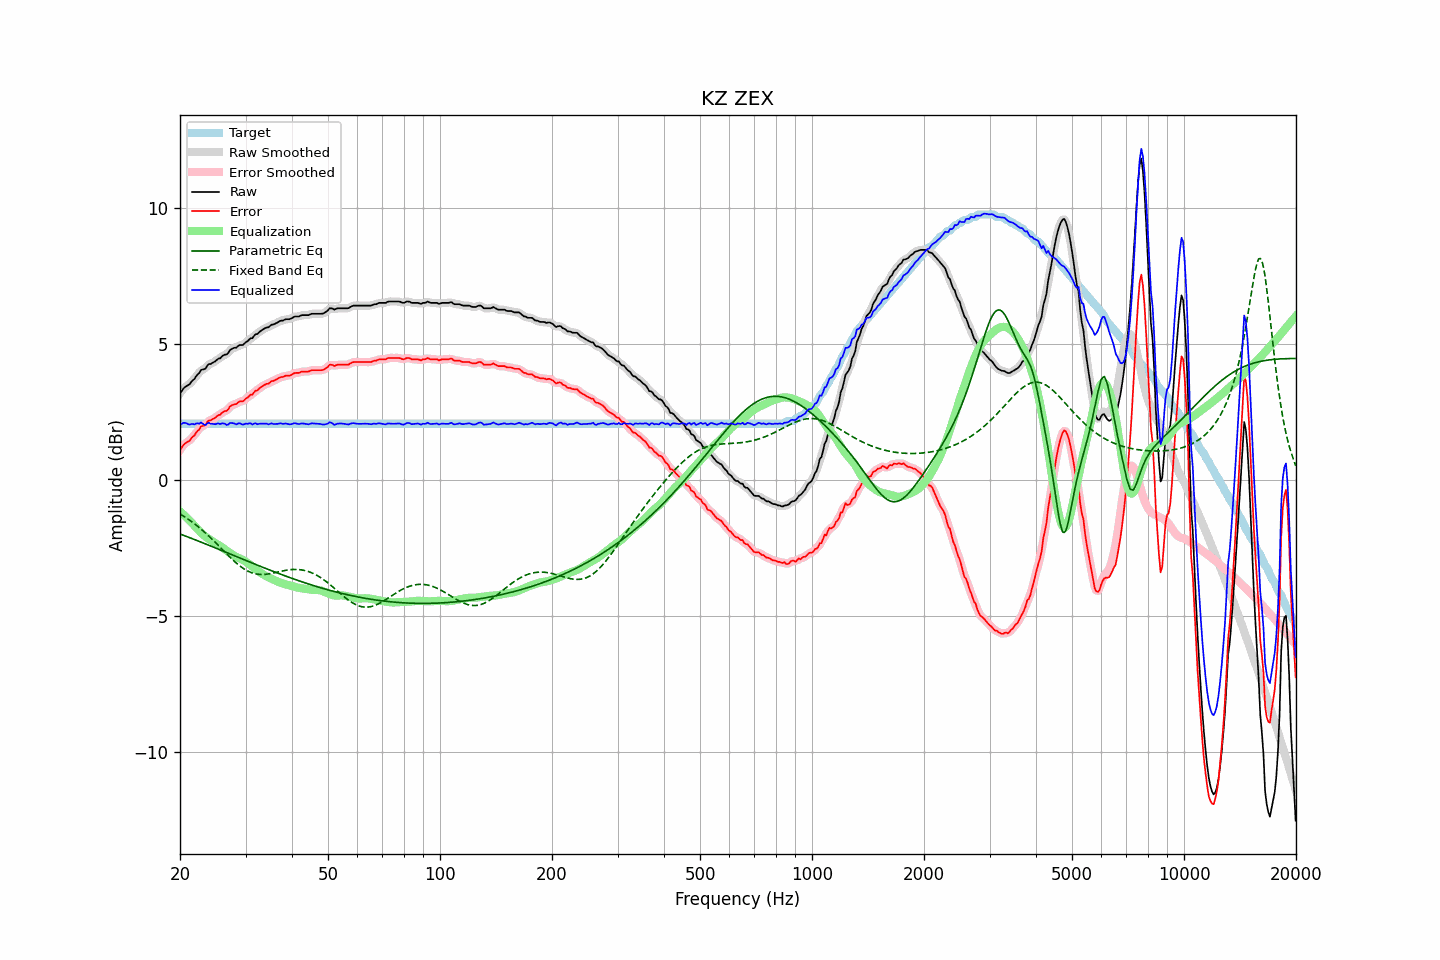 KZ ZEX
Target
Raw Smoothed
Error Smoothed
Raw
Error
Equalization
Parametric Eq
Fixed Band Eq
Equalized
Amplitude (dBr)
10
5
0
−5
−10
20 50 100 200 500 1000 2000 5000 10000 20000
Frequency (Hz)